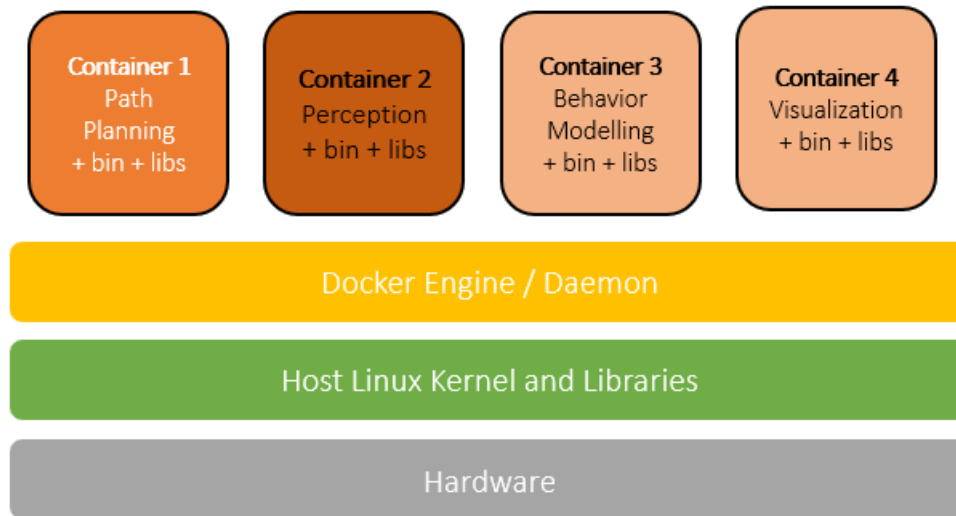 Container 1
Path
Planning
+ bin + libs
Container 2
Perception
+ bin + libs
Container 3
Behavior
Modelling
+ bin + libs
Container 4
Visualization
+ bin + libs
Docker Engine / Daemon
Host Linux Kernel and Libraries
Hardware